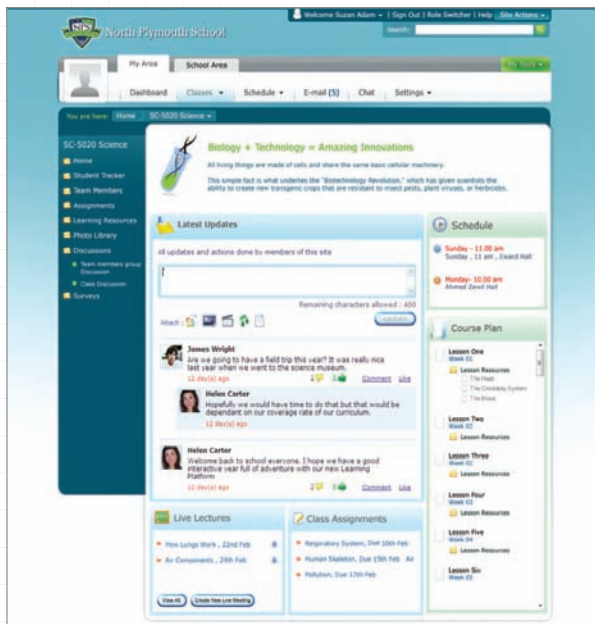 Welcome Suzan Adam | Sign Out | Role Switcher | Help Site Actions
NPS North Plymouth School
Search:
My Area School Area My Tools
Dashboard Classes Schedule E-mail (5) Chat Settings
You are here: Home SC-5020 Science
SC-5020 Science
Home
Student Tracker
Team Members
Assignments
Learning Resources
Photo Library
Discussions
Team members group
Discussion
Class Discussion
Surveys
Biology + Technology = Amazing Innovations
All living things are made of cells and share the same basic cellular machinery.
This simple fact is what underlies the "Biotechnology Revolution," which has given scientists the
ability to create new transgenic crops that are resistant to insect pests, plant viruses, or herbicides.
Latest Updates
All updates and actions done by members of this site
Remaining characters allowed : 400
Attach : Update
James Wright
Are we going to have a field trip this year? It was really nice
last year when we went to the science museum.
12 day(s) ago Comment Like
Helen Carter
Hopefully we would have time to do that but that would be
dependant on our coverage rate of our curriculum.
12 day(s) ago
Helen Carter
Welcome back to school everyone. I hope we have a good
interactive year full of adventure with our new Learning
Platform
12 day(s) ago Comment Like
Live Lectures
How Lungs Work , 22nd Feb
Air Components , 24th Feb
View All Create New Live Meeting
Class Assignments
Respiratory System, Due 10th Feb
Human Skeleton, Due 15th Feb Air
Pollution, Due 17th Feb
Schedule
Sunday - 11.00 am
Sunday , 11 am , Eward Hall
Monday- 10.00 am
Ahmed Zewil Hall
Course Plan
Lesson One
Week 01
Lesson Resources
The Heart
The Circulatory System
The Blood
Lesson Two
Week 02
Lesson Resources
Lesson Three
Week 02
Lesson Resources
Lesson Four
Week 03
Lesson Resources
Lesson Five
Week 04
Lesson Resources
Lesson Six
Week 05